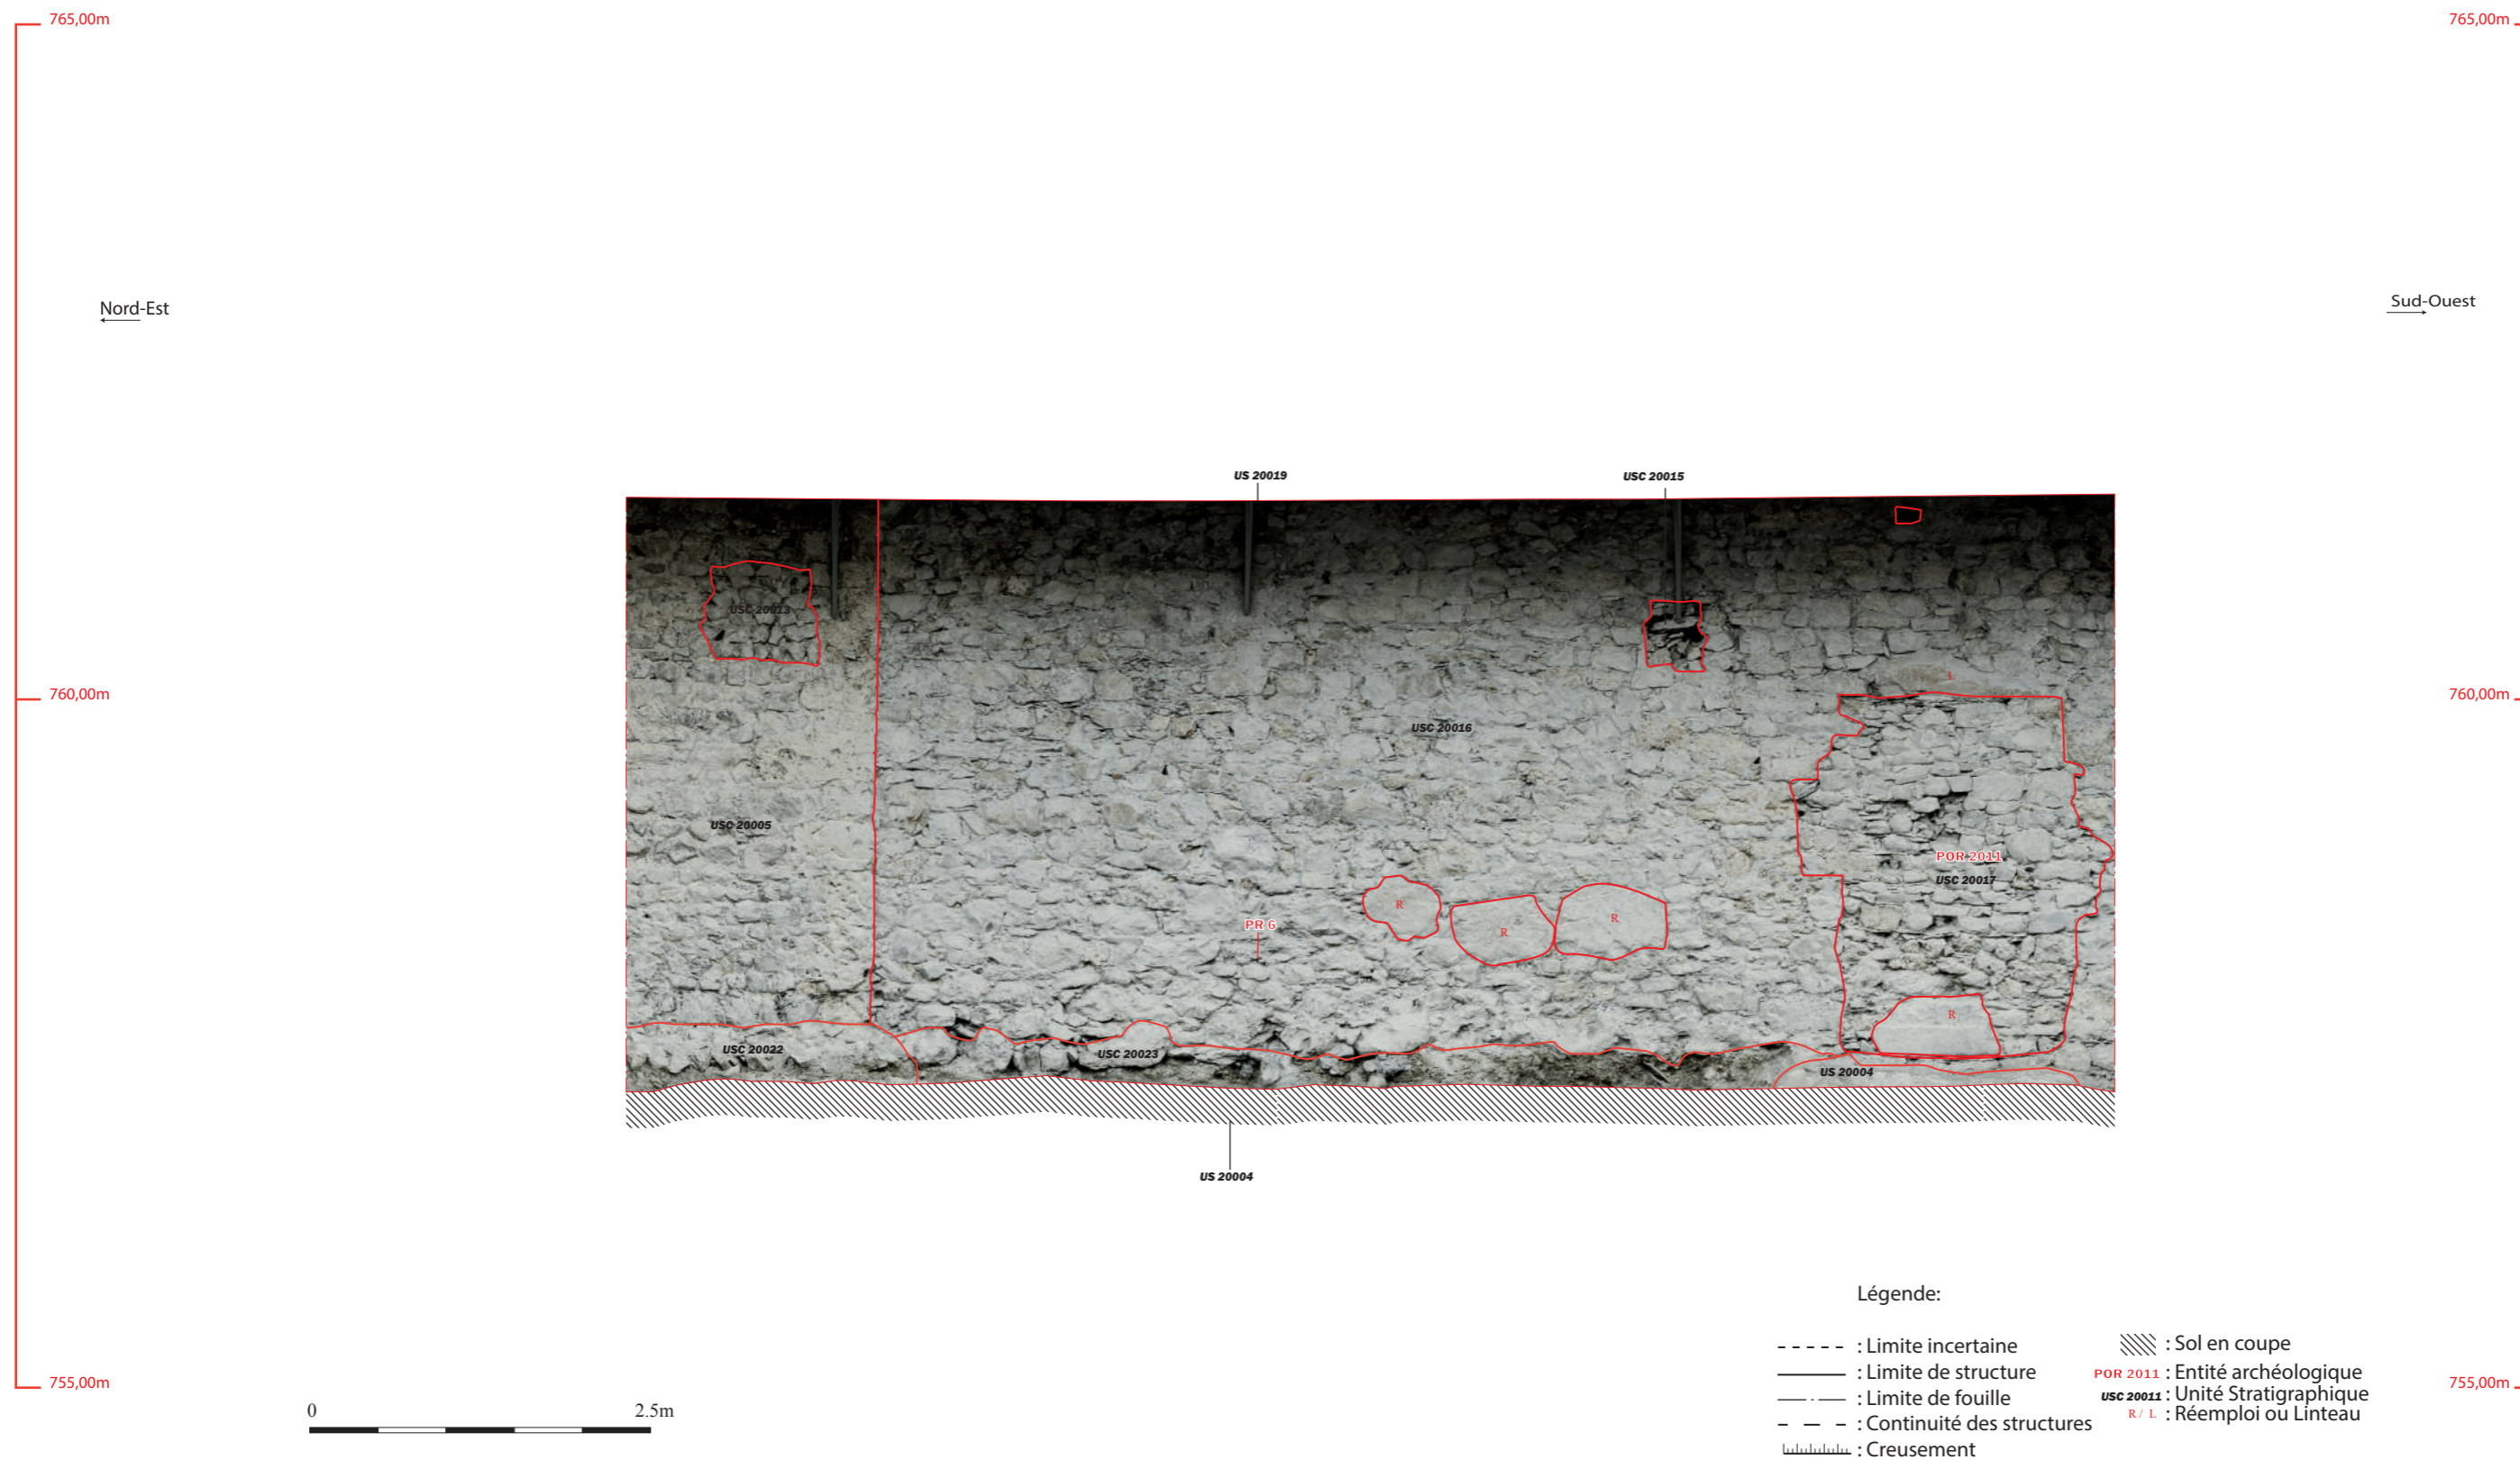 765,00m
765,00m
Nord-Est
Sud-Ouest
US 20019
USC 20015
USC 20013
L
760,00m
760,00m
USC 20016
USC 20005
POR 2011
USC 20017
R
R
R
PR 6
R
USC 20022
USC 20023
US 20004
US 20004
Légende:
: Limite incertaine
: Limite de structure
: Limite de fouille
: Continuité des structures
: Creusement
: Sol en coupe
POR 2011 : Entité archéologique
USC 20011 : Unité Stratigraphique
R / L : Réemploi ou Linteau
755,00m
755,00m
0
2.5m